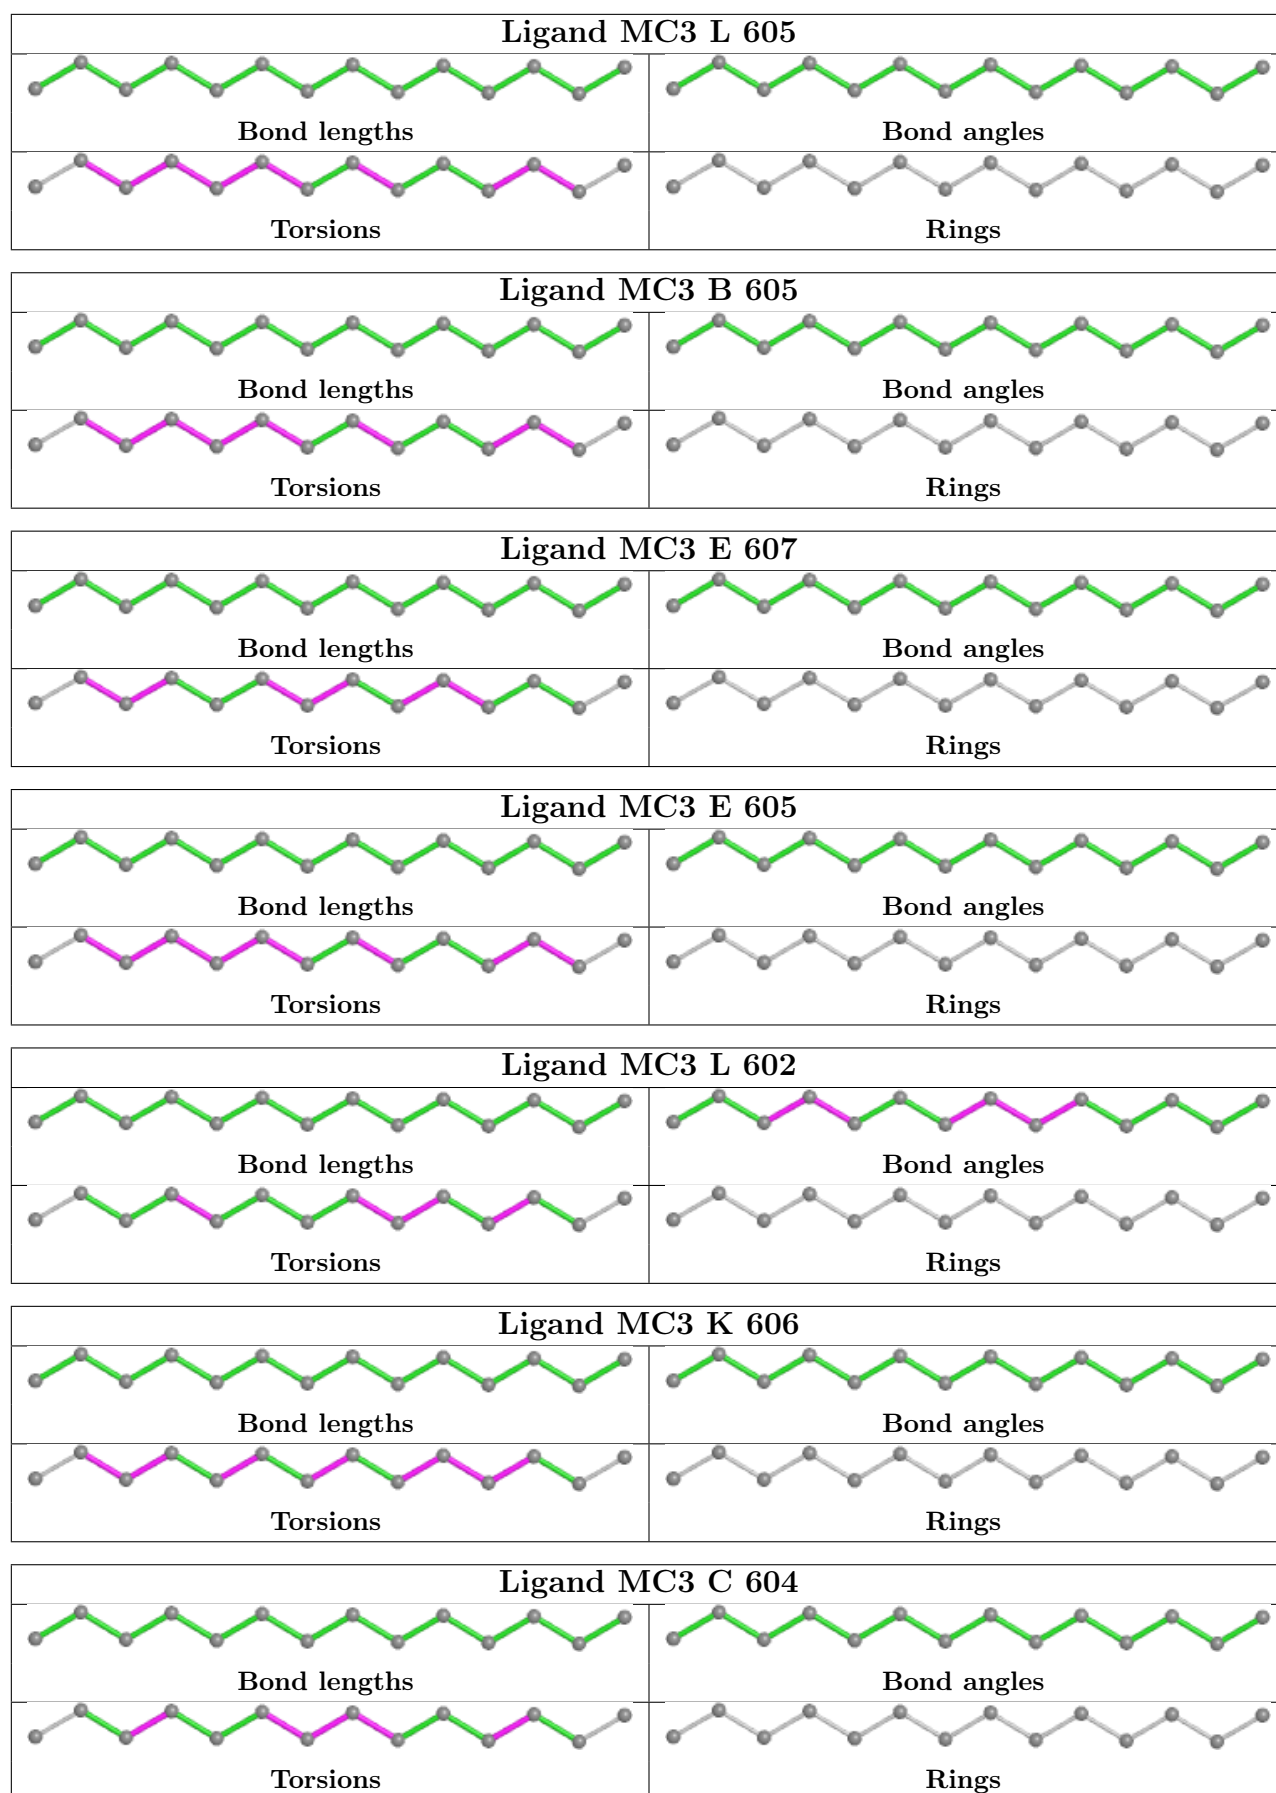 Ligand MC3 L 605
Bond lengths Bond angles
Torsions Rings
Ligand MC3 B 605
Bond lengths Bond angles
Torsions Rings
Ligand MC3 E 607
Bond lengths Bond angles
Torsions Rings
Ligand MC3 E 605
Bond lengths Bond angles
Torsions Rings
Ligand MC3 L 602
Bond lengths Bond angles
Torsions Rings
Ligand MC3 K 606
Bond lengths Bond angles
Torsions Rings
Ligand MC3 C 604
Bond lengths Bond angles
Torsions Rings